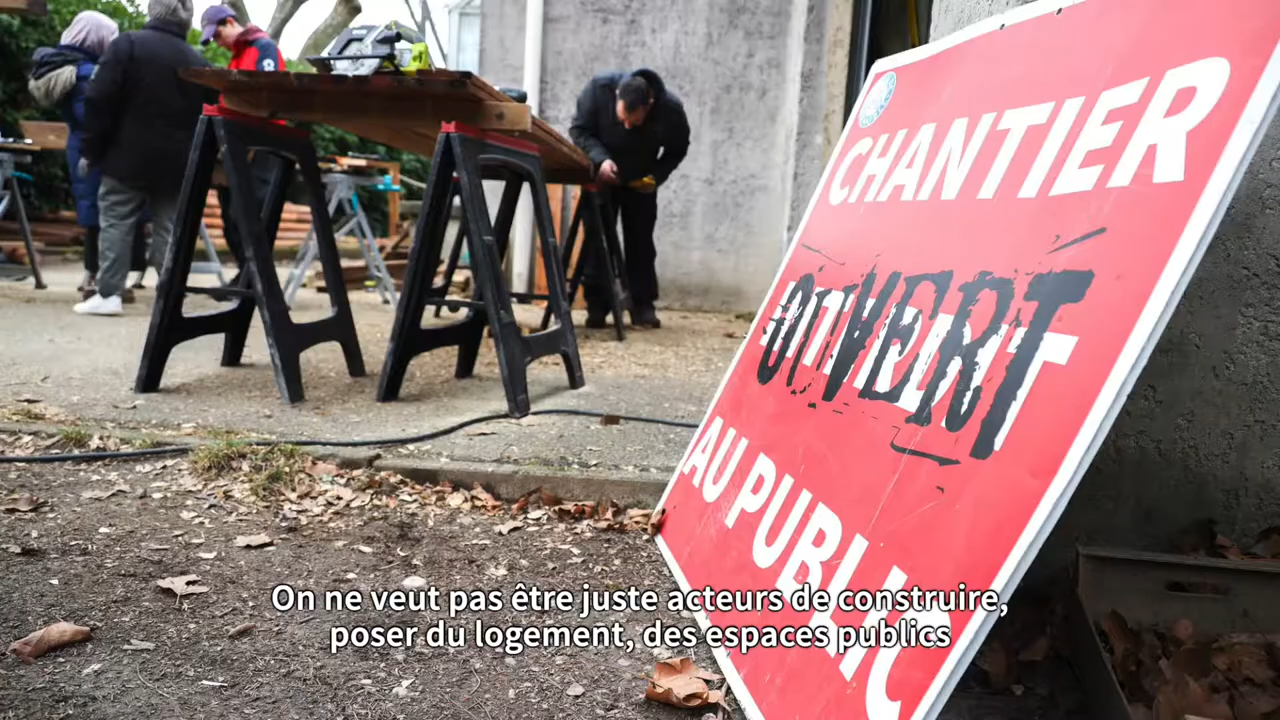 CHANTIER
OUVERT
AU PUBLIC
On ne veut pas être juste acteurs de construire,
poser du logement, des espaces publics